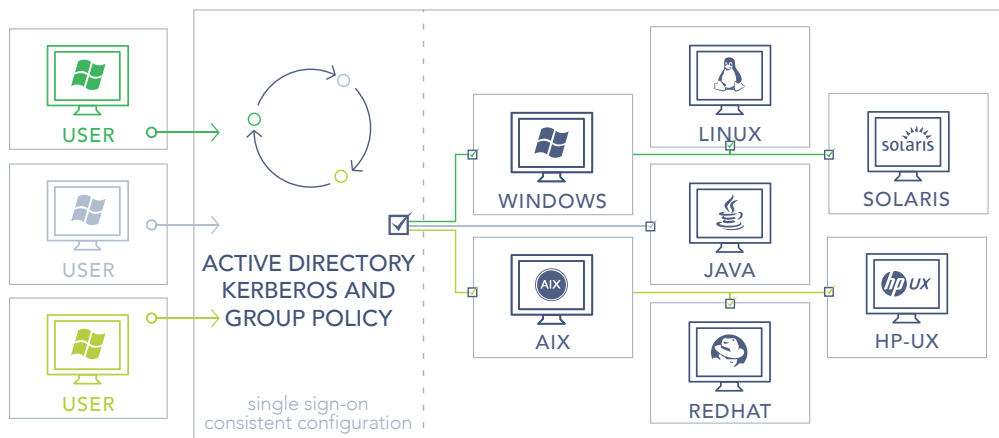 USER
USER
USER
ACTIVE DIRECTORY
KERBEROS AND
GROUP POLICY
single sign-on
consistent configuration
WINDOWS
AIX
AIX
LINUX
JAVA
REDHAT
solaris
SOLARIS
hp UX
HP-UX